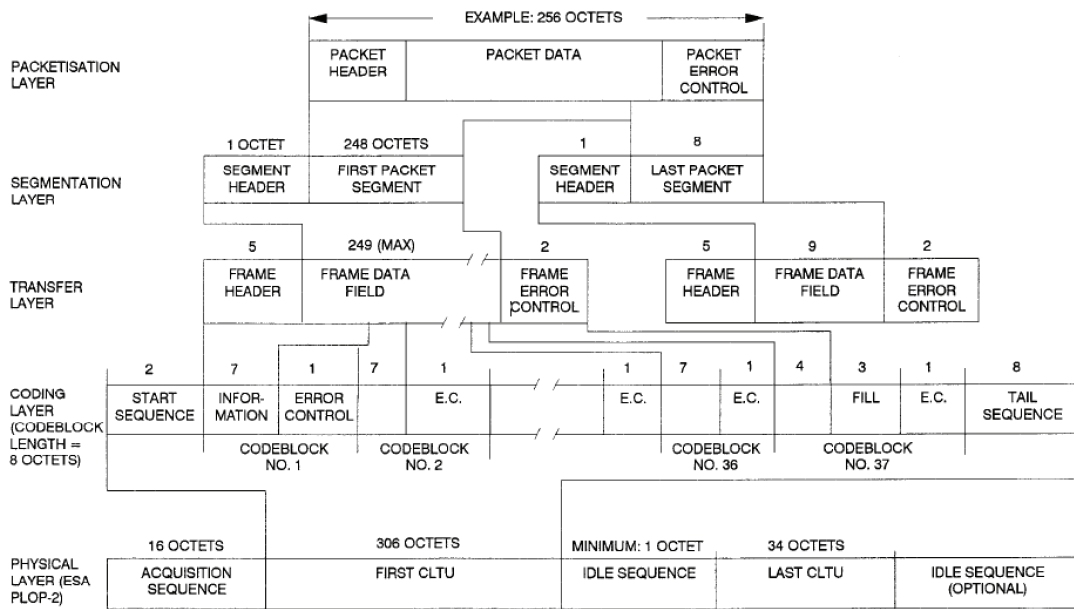 EXAMPLE: 256 OCTETS
PACKETISATION
LAYER
PACKET
HEADER
PACKET DATA
PACKET
ERROR
CONTROL
1 OCTET
248 OCTETS
1
8
SEGMENTATION
LAYER
SEGMENT
HEADER
FIRST PACKET
SEGMENT
SEGMENT
HEADER
LAST PACKET
SEGMENT
5
249 (MAX)
2
5
9
2
TRANSFER
LAYER
FRAME
HEADER
FRAME DATA
FIELD
FRAME
ERROR
CONTROL
FRAME
HEADER
FRAME DATA
FIELD
FRAME
ERROR
CONTROL
2
7
1
7
1
1
7
1
4
3
1
8
CODING
LAYER
(CODEBLOCK
LENGTH =
8 OCTETS)
START
SEQUENCE
INFOR-
MATION
ERROR
CONTROL
E.C.
E.C.
E.C.
FILL
E.C.
TAIL
SEQUENCE
CODEBLOCK
NO. 1
CODEBLOCK
NO. 2
CODEBLOCK
NO. 36
CODEBLOCK
NO. 37
16 OCTETS
306 OCTETS
MINIMUM: 1 OCTET
34 OCTETS
PHYSICAL
LAYER (ESA
PLOP-2)
ACQUISITION
SEQUENCE
FIRST CLTU
IDLE SEQUENCE
LAST CLTU
IDLE SEQUENCE
(OPTIONAL)